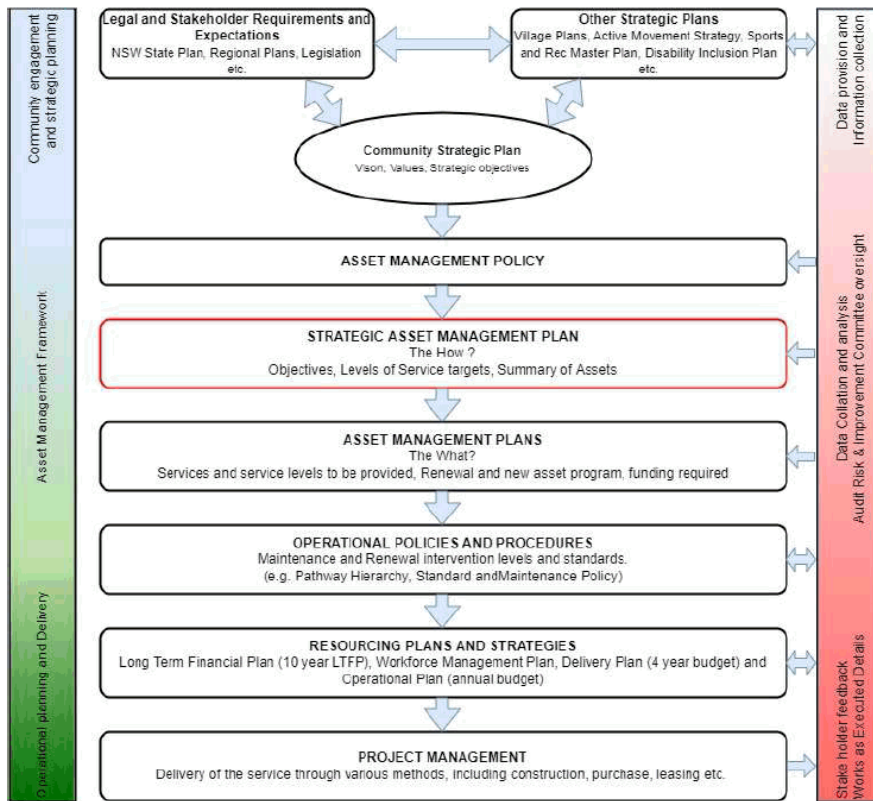 Legal and Stakeholder Requirements and
Expectations
NSW State Plan, Regional Plans, Legislation
etc.
Other Strategic Plans
Village Plans, Active Movement Strategy, Sports
and Rec Master Plan, Disability Inclusion Plan
etc.
Community Strategic Plan
Vison, Values, Strategic objectives
ASSET MANAGEMENT POLICY
STRATEGIC ASSET MANAGEMENT PLAN
The How ?
Objectives, Levels of Service targets, Summary of Assets
ASSET MANAGEMENT PLANS
The What?
Services and service levels to be provided, Renewal and new asset program, funding required
OPERATIONAL POLICIES AND PROCEDURES
Maintenance and Renewal intervention levels and standards.
(e.g. Pathway Hierarchy, Standard andMaintenance Policy)
RESOURCING PLANS AND STRATEGIES
Long Term Financial Plan (10 year LTFP), Workforce Management Plan, Delivery Plan (4 year budget) and
Operational Plan (annual budget)
PROJECT MANAGEMENT
Delivery of the service through various methods, including construction, purchase, leasing etc.
Community engagement
and strategic planning
Asset Management Framework
Operational planning and Delivery
Data provision and
Information collection
Data Collation and analysis
Audit Risk & Improvement Committee oversight
Stake holder feedback
Works as Executed Details